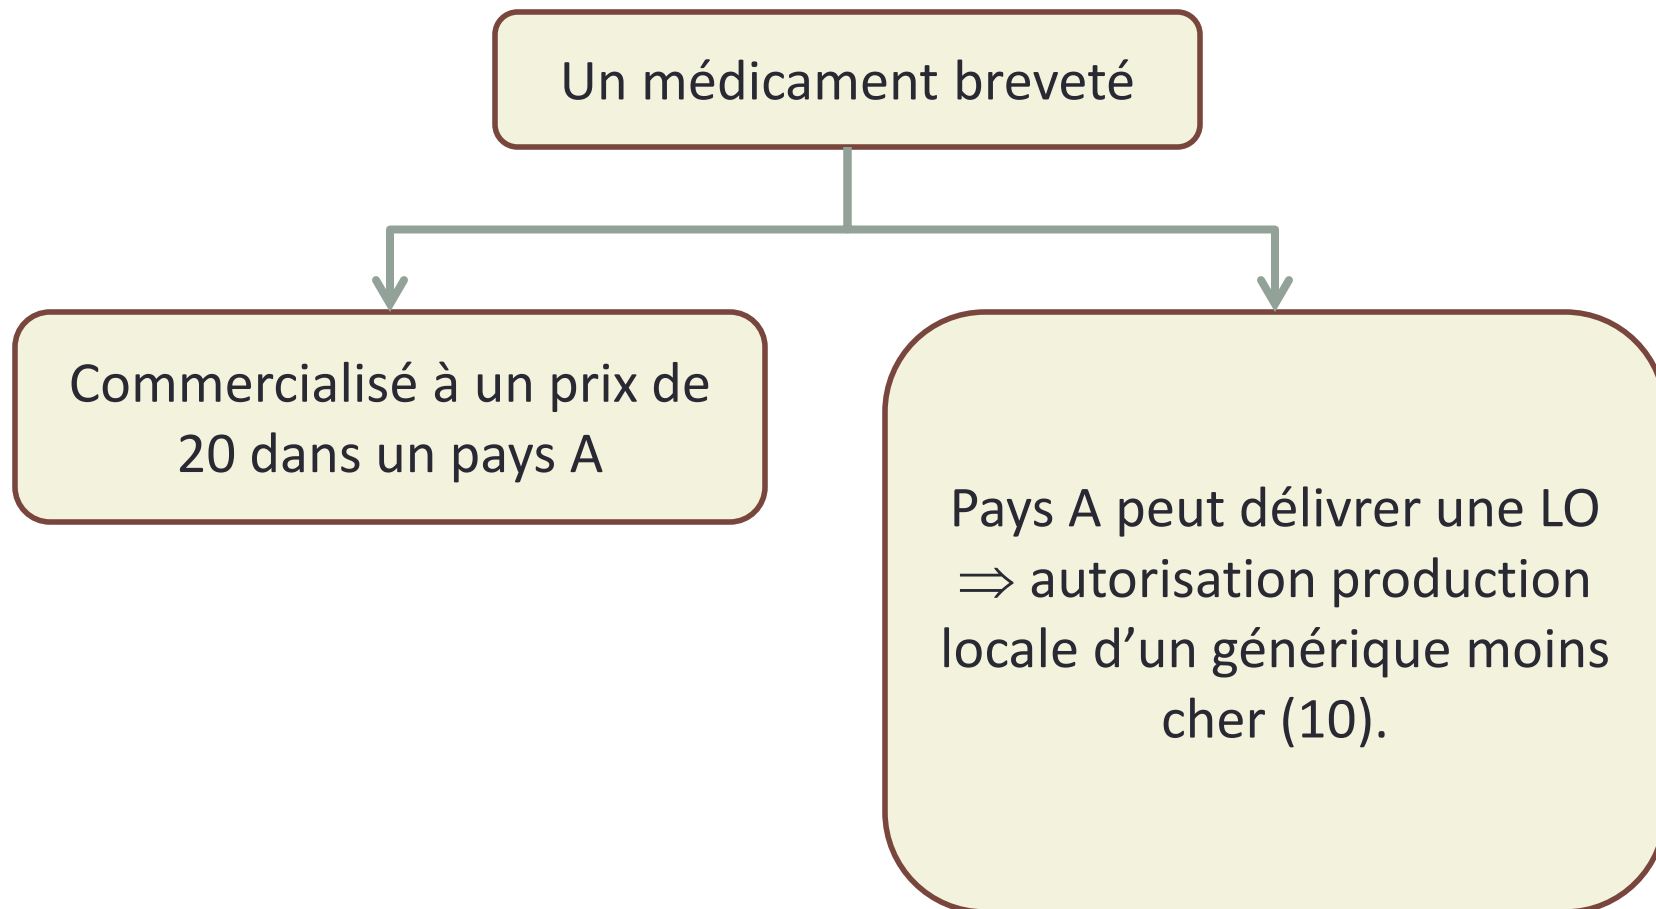 Un médicament breveté
Commercialisé à un prix de
20 dans un pays A
Pays A peut délivrer une LO
⇒ autorisation production
locale d’un générique moins
cher (10).